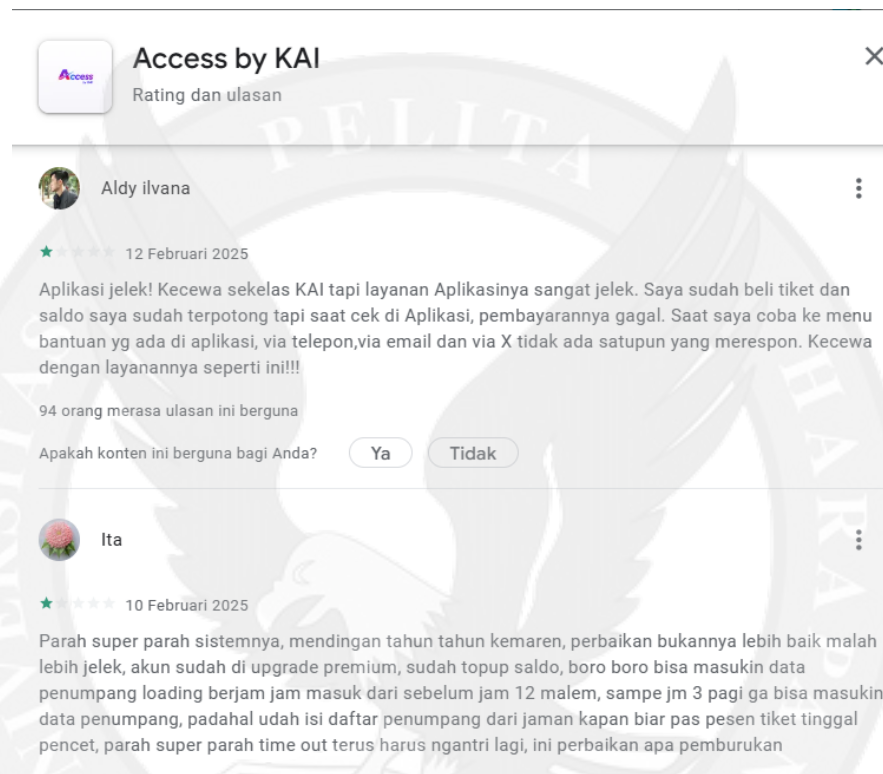 Access by KAI
Access
Rating dan ulasan
Aldy ilvana
12 Februari 2025
Aplikasi jelek! Kecewa sekelas KAI tapi layanan Aplikasinya sangat jelek. Saya sudah beli tiket dan
saldo saya sudah terpotong tapi saat cek di Aplikasi, pembayarannya gagal. Saat saya coba ke menu
bantuan yg ada di aplikasi, via telepon,via email dan via X tidak ada satupun yang merespon. Kecewa
dengan layanannya seperti ini!!!
94 orang merasa ulasan ini berguna
Apakah konten ini berguna bagi Anda? Ya Tidak
Ita
10 Februari 2025
Parah super parah sistemnya, mendingan tahun tahun kemaren, perbaikan bukannya lebih baik malah
lebih jelek, akun sudah di upgrade premium, sudah topup saldo, boro boro bisa masukin data
penumpang loading berjam jam masuk dari sebelum jam 12 malem, sampe jm 3 pagi ga bisa masukin
data penumpang, padahal udah isi daftar penumpang dari jaman kapan biar pas pesen tiket tinggal
pencet, parah super parah time out terus harus ngantri lagi, ini perbaikan apa pemburukan
PELITA
HARAPA